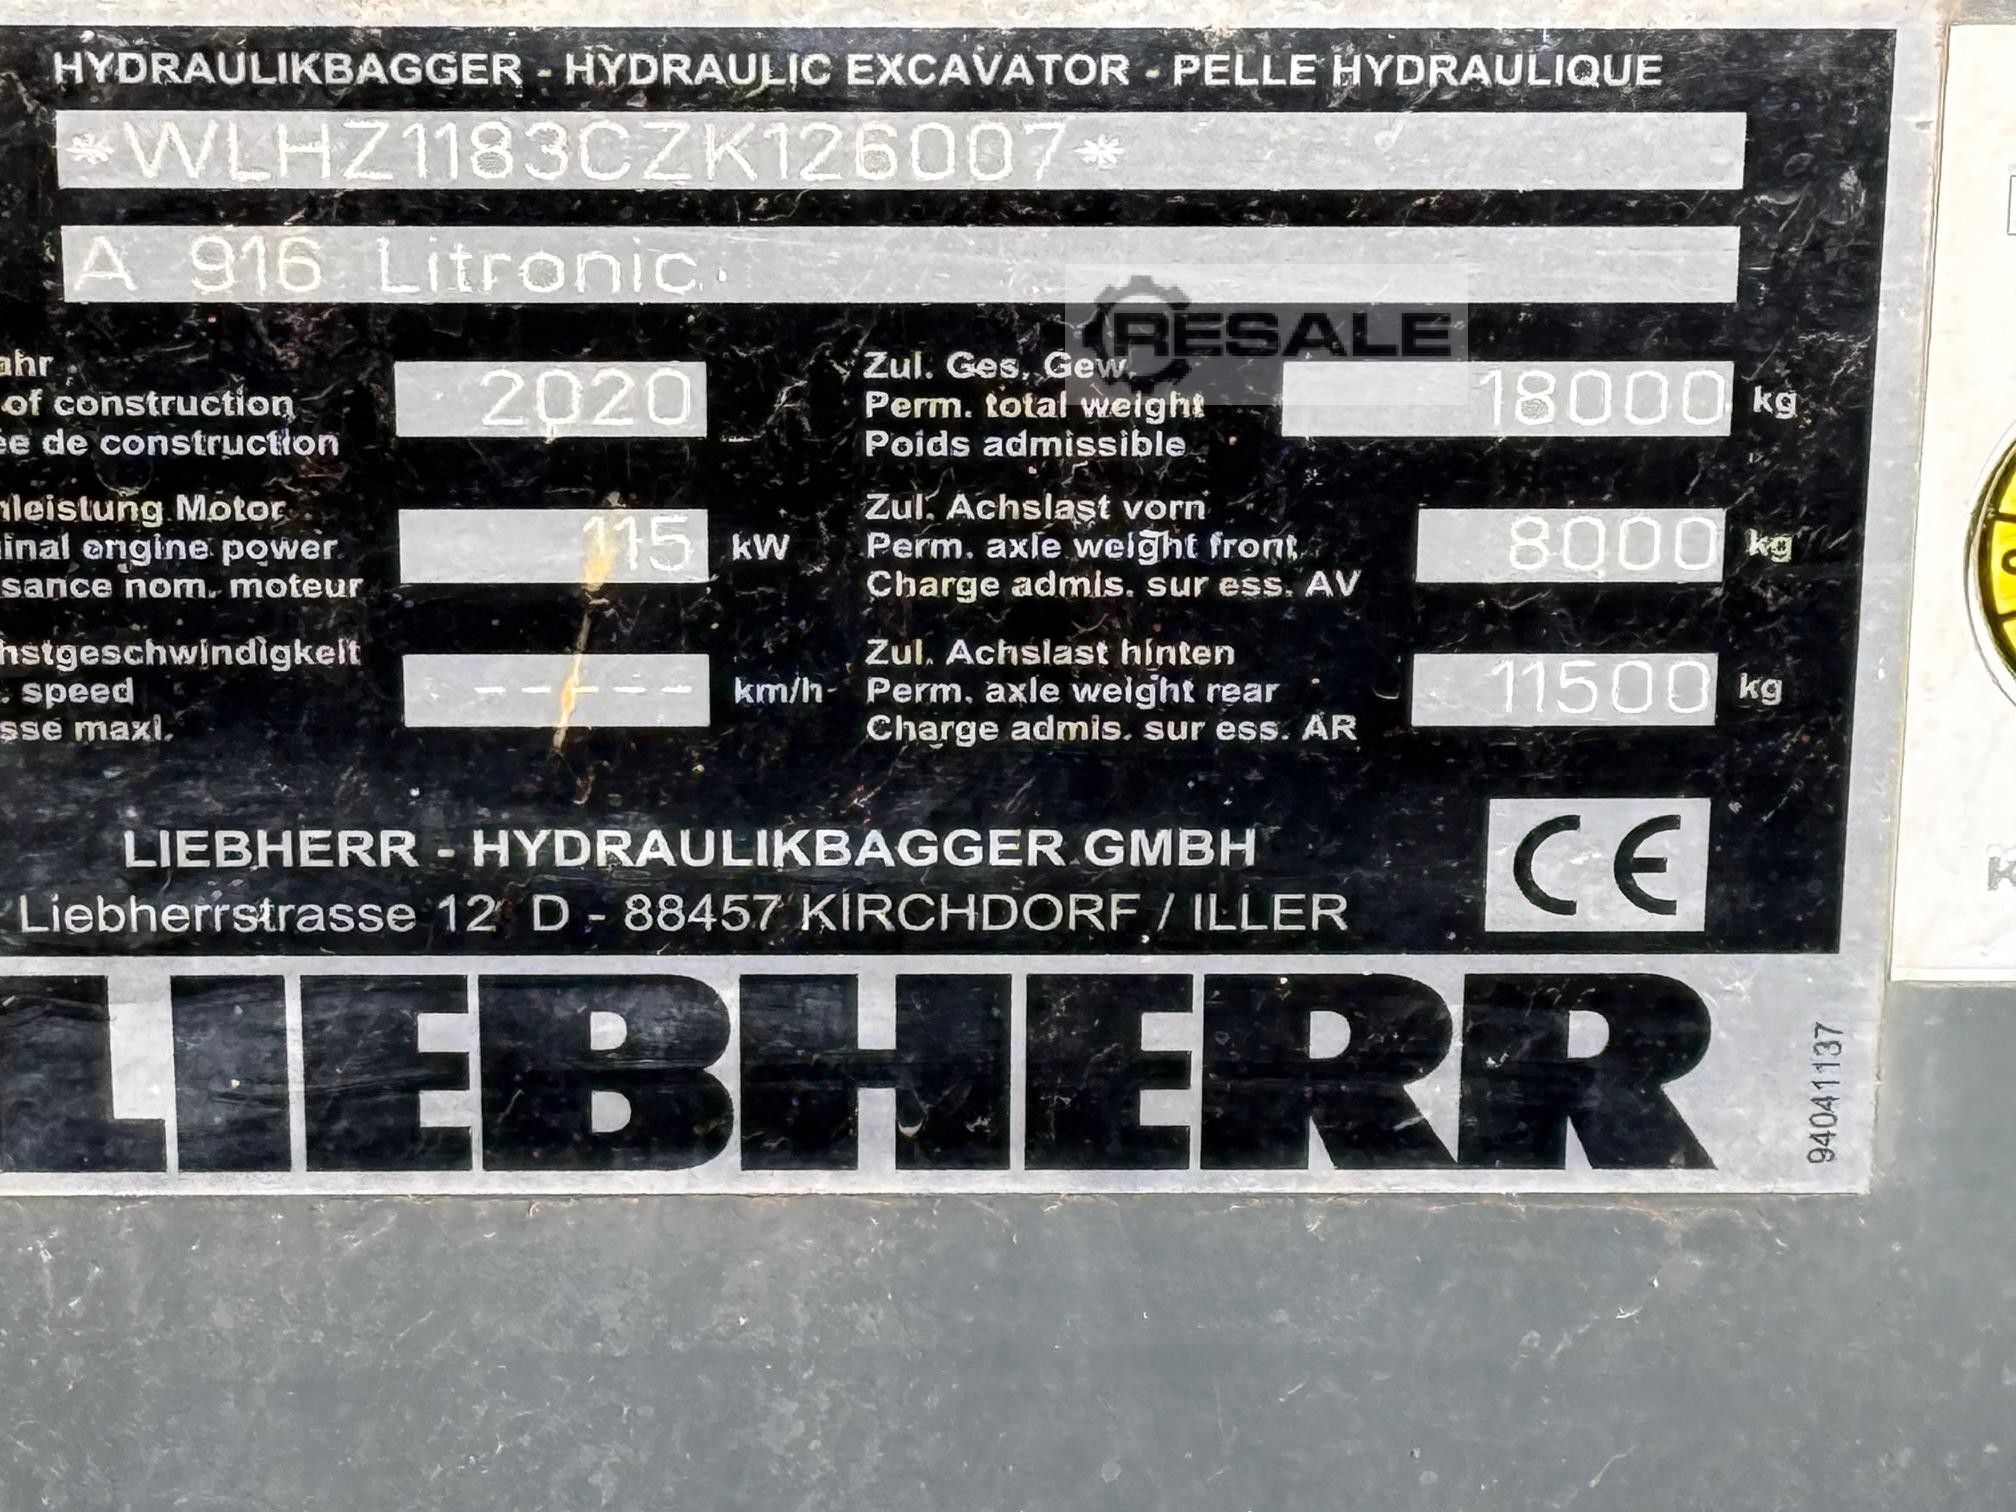 HYDRAULIKBAGGER - HYDRAULIC EXCAVATOR - PELLE HYDRAULIQUE
*WLHZ1183CZK126007*
A 916 Litronic
RESALE
ahr
of construction
ée de construction
2020
Zul. Ges. Gew.
Perm. total weight
Poids admissible
18000 kg
nleistung Motor
inal engine power
sance nom. moteur
115 kW
Zul. Achslast vorn
Perm. axle weight front
Charge admis. sur ess. AV
8000 kg
hstgeschwindigkeit
. speed
sse maxl.
----- km/h
Zul. Achslast hinten
Perm. axle weight rear
Charge admis. sur ess. AR
11500 kg
LIEBHERR - HYDRAULIKBAGGER GMBH
Liebherrstrasse 12 D - 88457 KIRCHDORF / ILLER
CE
LIEBHERR
94041137